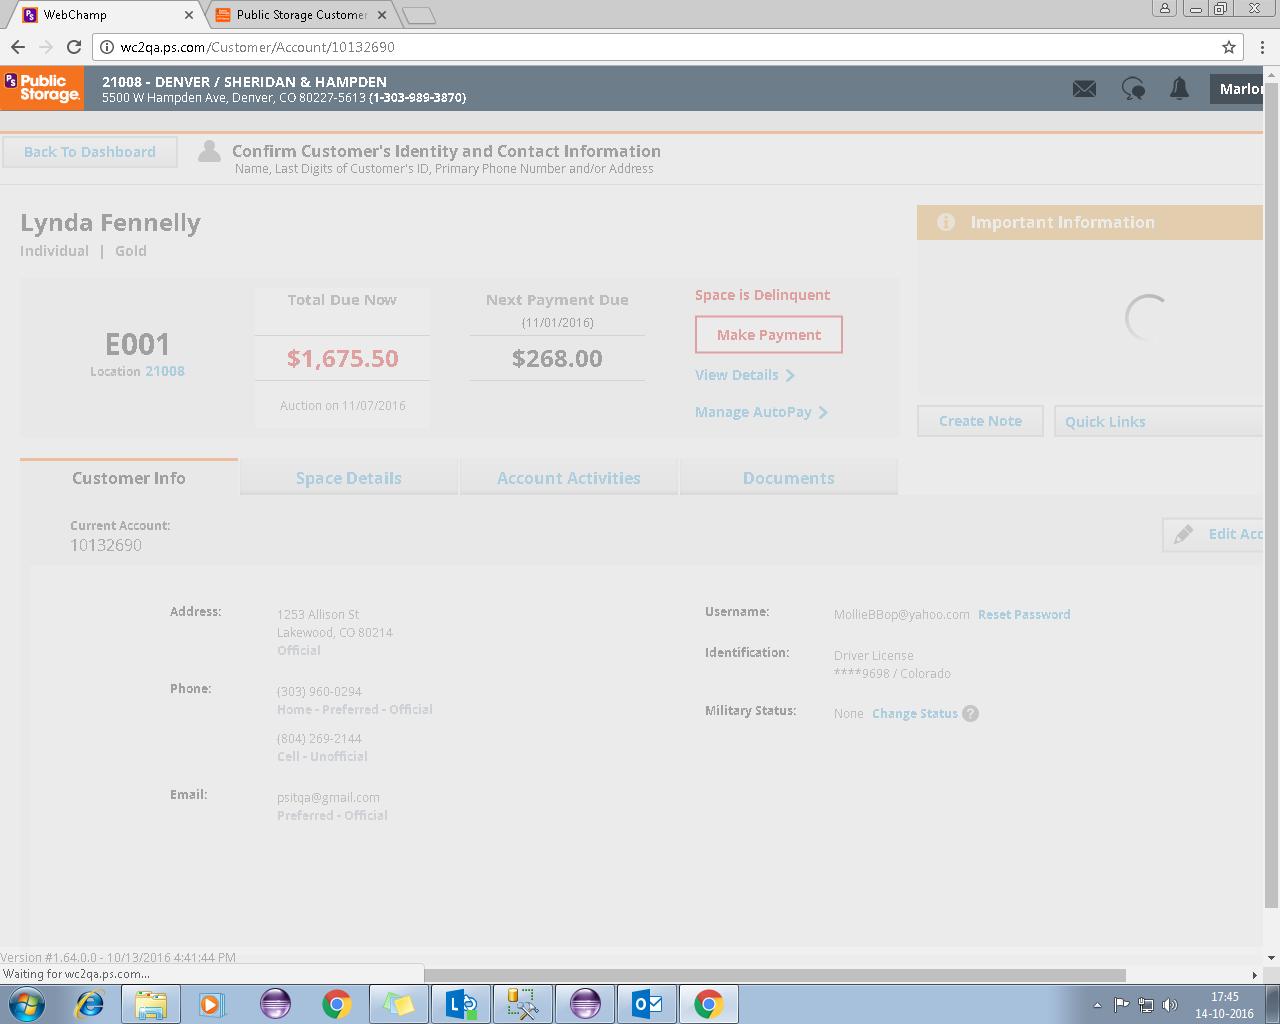 WebChamp
Public Storage Customer
wc2qa.ps.com/Customer/Account/10132690
PS Public Storage.
21008 - DENVER / SHERIDAN & HAMPDEN
5500 W Hampden Ave, Denver, CO 80227-5613 {1-303-989-3870}
Marlo
Back To Dashboard
Confirm Customer's Identity and Contact Information
Name, Last Digits of Customer's ID, Primary Phone Number and/or Address
Lynda Fennelly
Individual | Gold
Important Information
E001
Location 21008
Total Due Now
$1,675.50
Auction on 11/07/2016
Next Payment Due
(11/01/2016)
$268.00
Space is Delinquent
Make Payment
View Details
Manage AutoPay
Create Note
Quick Links
Customer Info
Space Details
Account Activities
Documents
Current Account:
10132690
Edit Acc
Address:
1253 Allison St
Lakewood, CO 80214
Official
Phone:
(303) 960-0294
Home - Preferred - Official
(804) 269-2144
Cell - Unofficial
Email:
psitqa@gmail.com
Preferred - Official
Username:
MollieBBop@yahoo.com Reset Password
Identification:
Driver License
****9698 / Colorado
Military Status:
None Change Status ?
Version #1.64.0.0 - 10/13/2016 4:41:44 PM
Waiting for wc2qa.ps.com...
17:45
14-10-2016